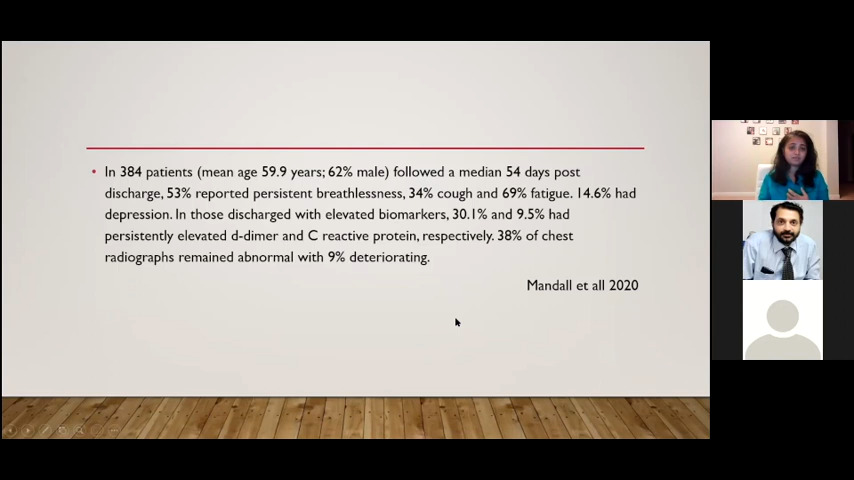 In 384 patients (mean age 59.9 years; 62% male) followed a median 54 days post
discharge, 53% reported persistent breathlessness, 34% cough and 69% fatigue. 14.6% had
depression. In those discharged with elevated biomarkers, 30.1% and 9.5% had
persistently elevated d-dimer and C reactive protein, respectively. 38% of chest
radiographs remained abnormal with 9% deteriorating.
Mandall et all 2020